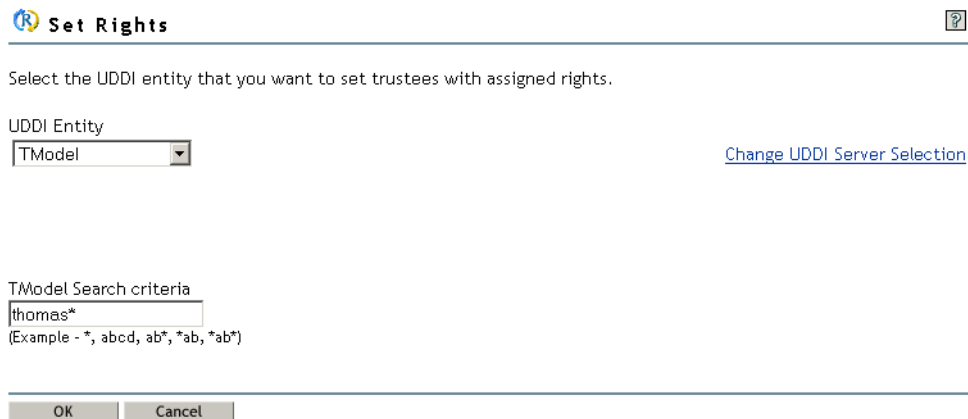 Set Rights
?
Select the UDDI entity that you want to set trustees with assigned rights.
UDDI Entity
TModel
Change UDDI Server Selection
TModel Search criteria
thomas*
(Example - *, abcd, ab*, *ab, *ab*)
OK Cancel